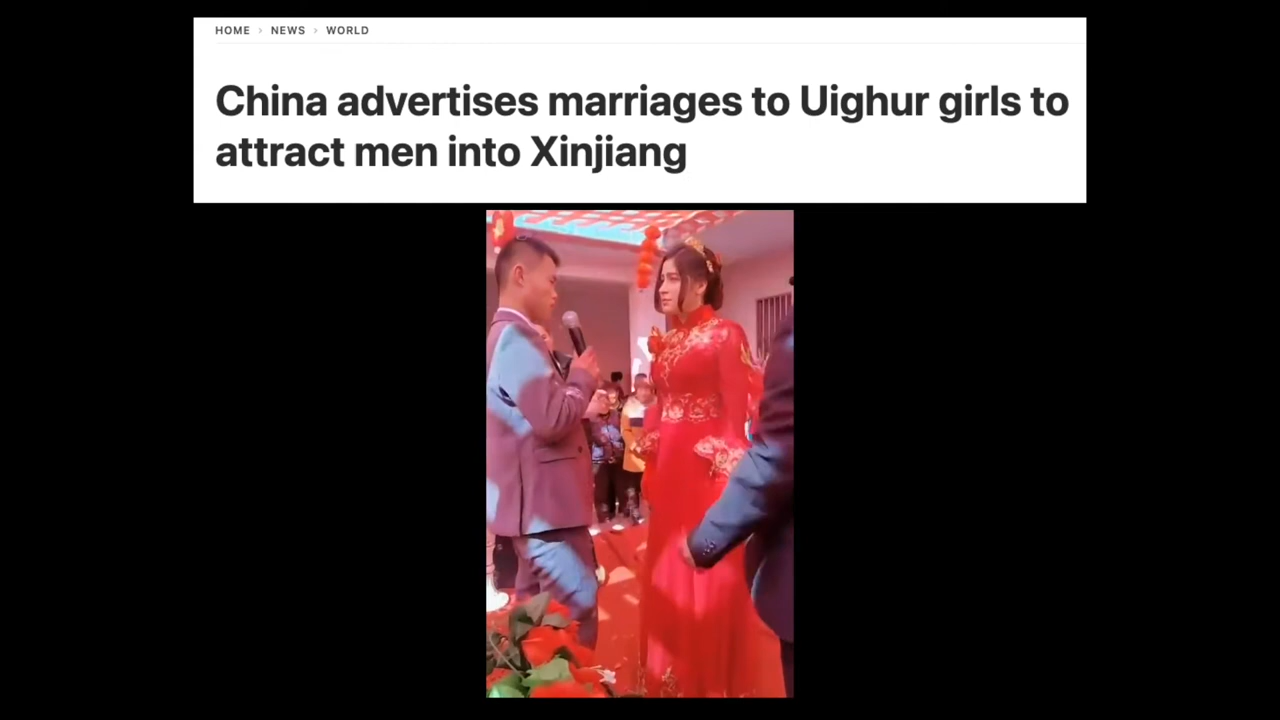 HOME › NEWS › WORLD
China advertises marriages to Uighur girls to
attract men into Xinjiang